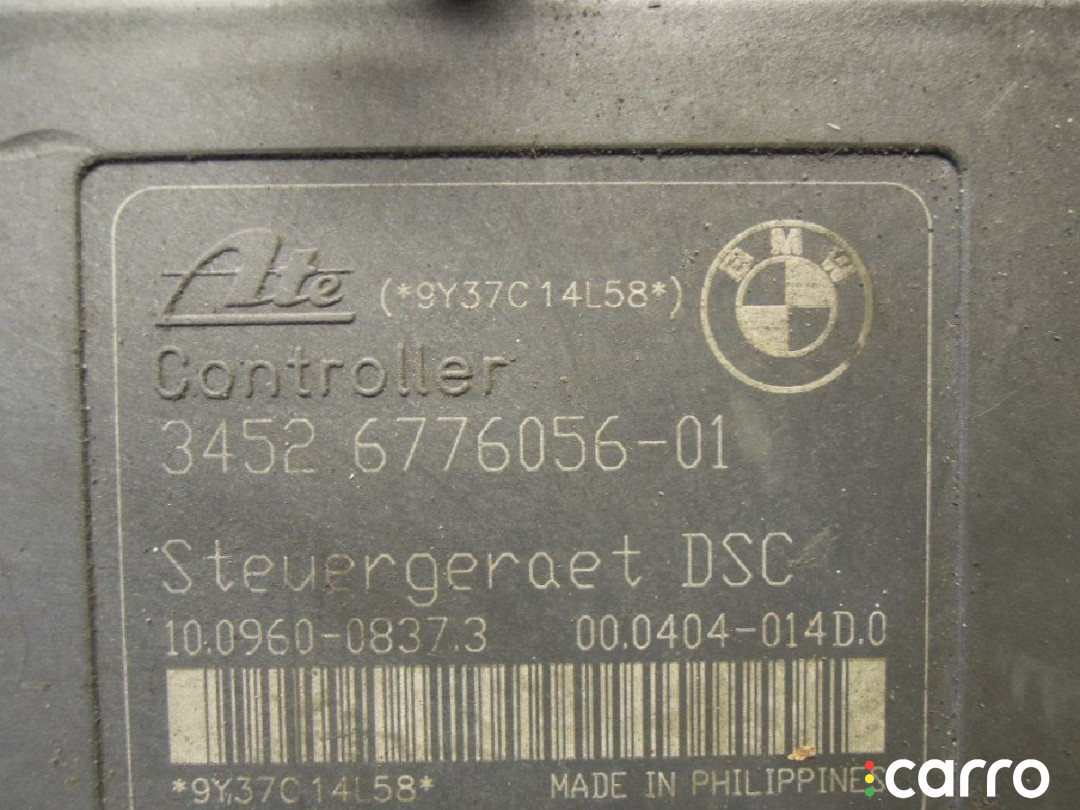 Ate (*9Y37C14L58*) BMW
Controller
3452 6776056-01
Steuergeraet DSC
10.0960-0837.3 00.0404-014D.0
*9Y37C14L58* MADE IN PHILIPPINES
carro